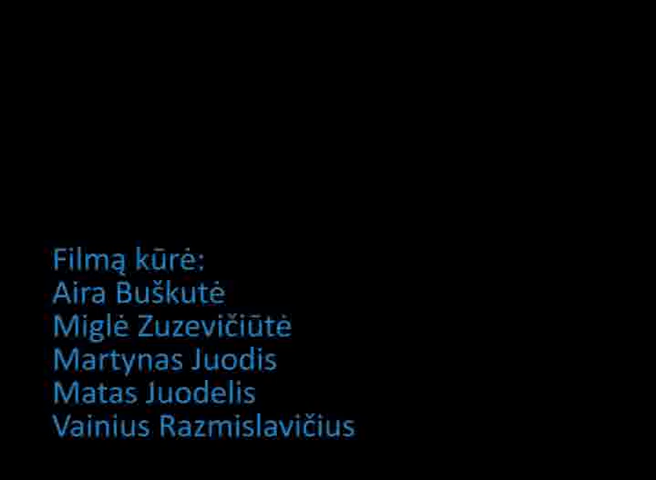 Filmą kūrė:
Aira Buškutė
Miglė Zuzevičiūtė
Martynas Juodis
Matas Juodelis
Vainius Razmislavičius